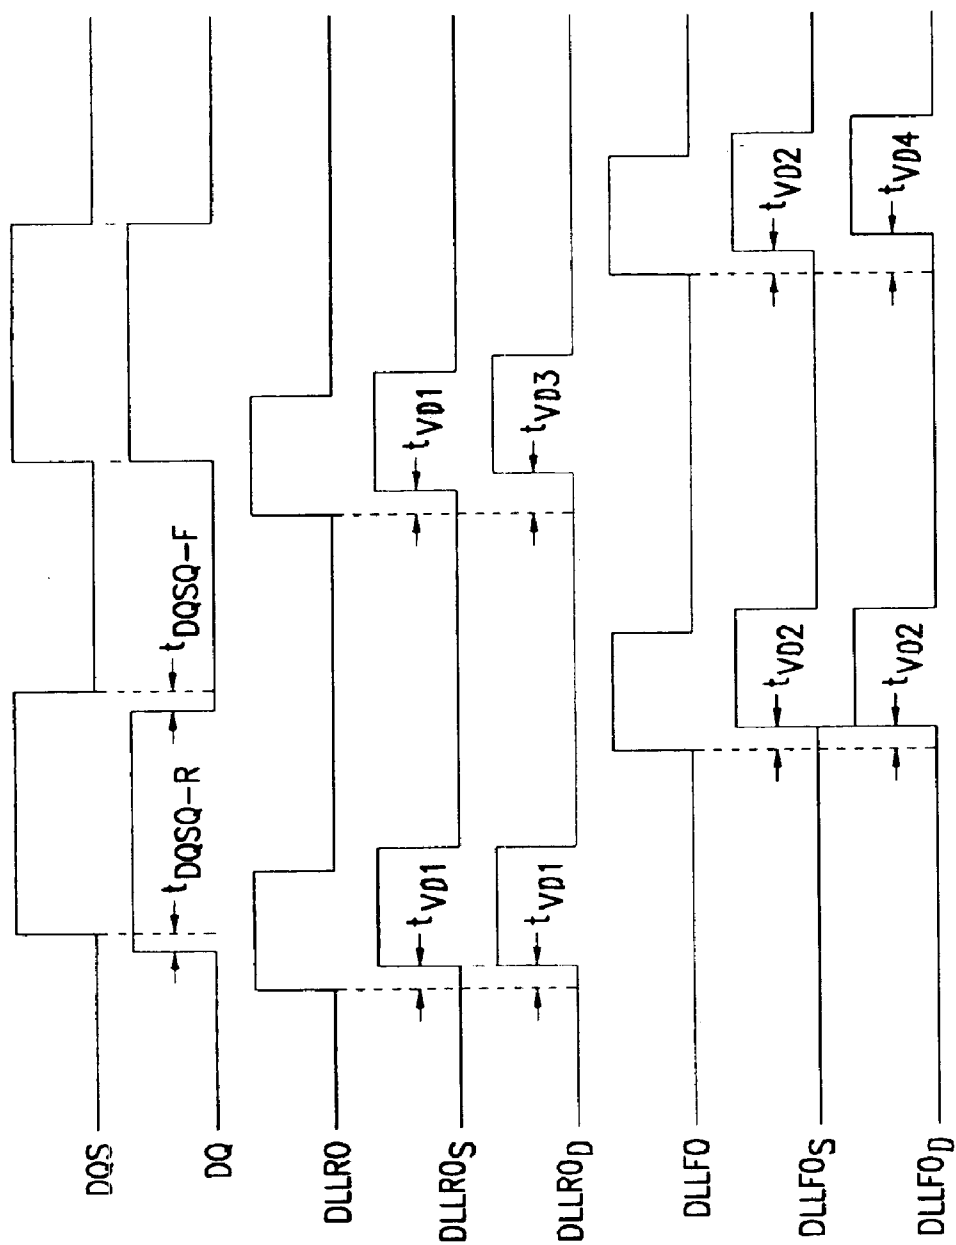 DQS
DQ
tDQSQ-R
tDQSQ-F
DLLRO
DLLROS
tVD1
tVD1
DLLROD
tVD1
tVD3
DLLFO
DLLFOS
tVD2
tVD2
DLLFOD
tVD2
tVD4